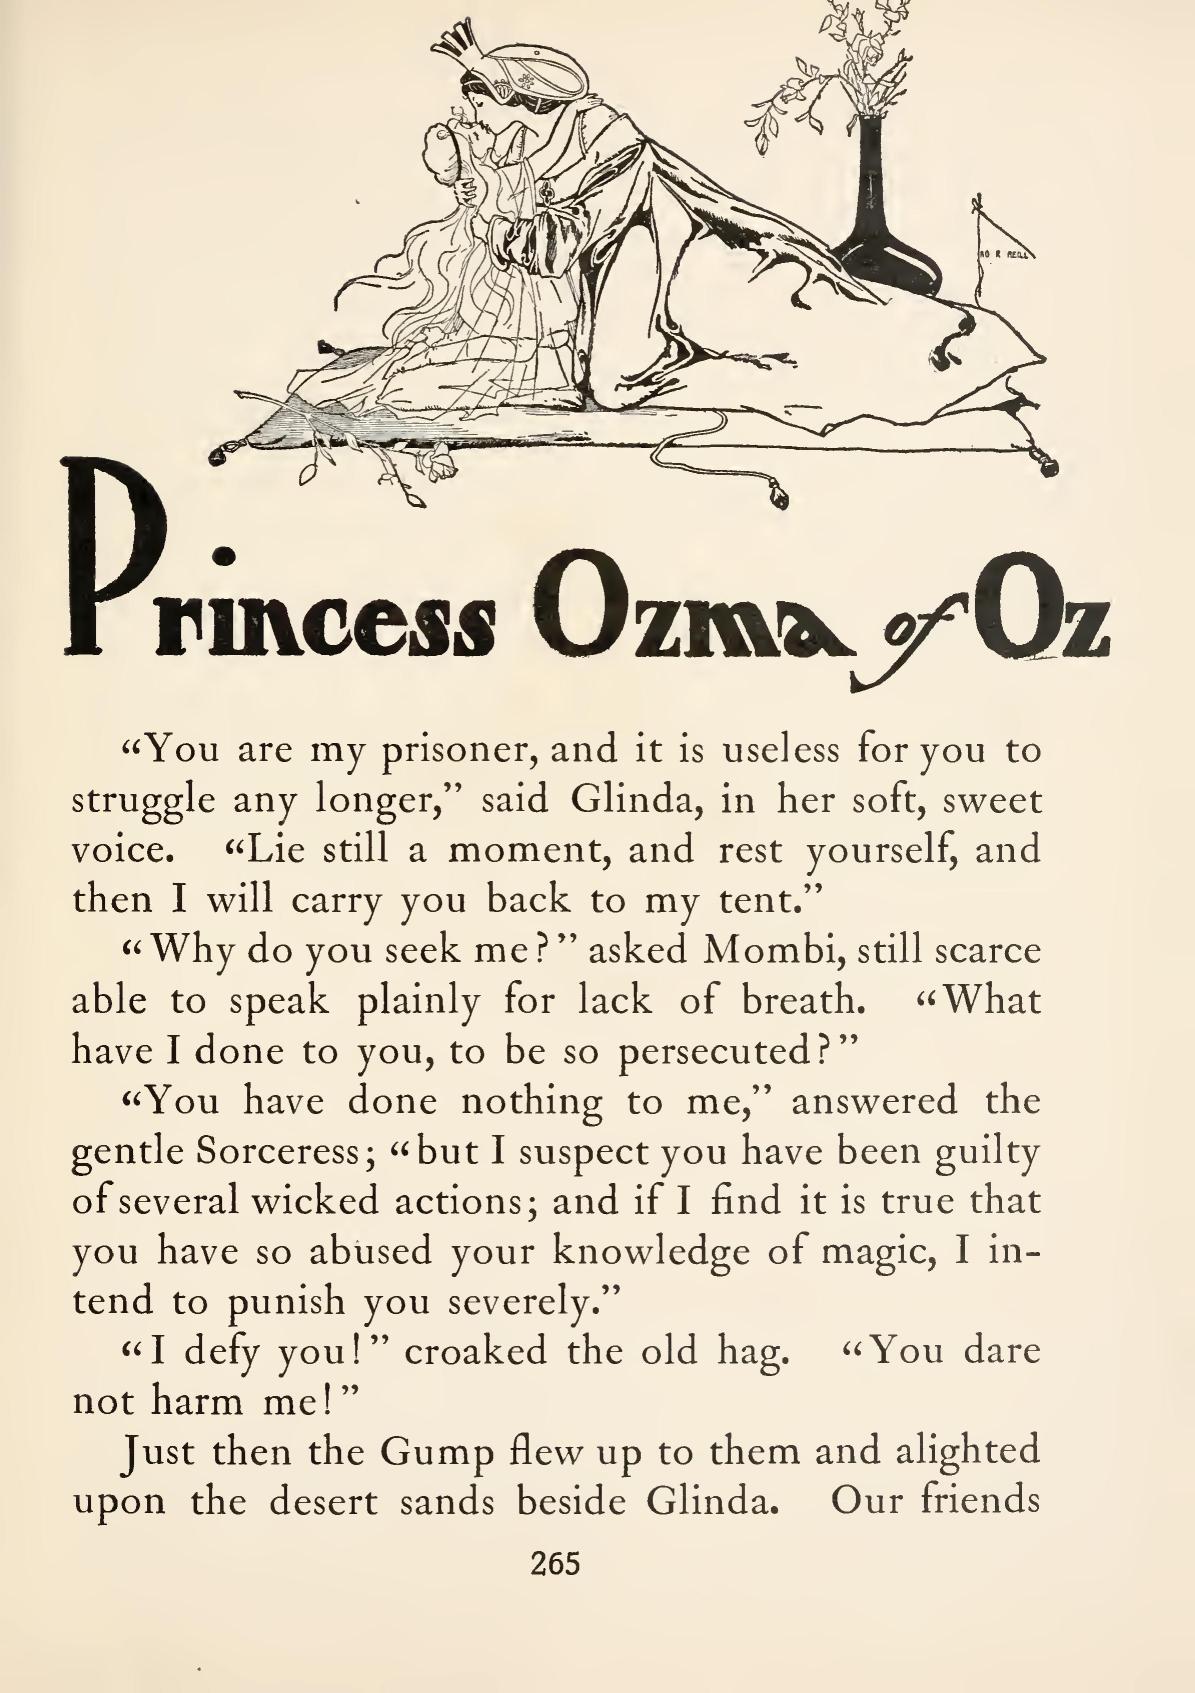 Princess Ozma of Oz
“You are my prisoner, and it is useless for you to
struggle any longer,” said Glinda, in her soft, sweet
voice. “Lie still a moment, and rest yourself, and
then I will carry you back to my tent.”
“Why do you seek me?” asked Mombi, still scarce
able to speak plainly for lack of breath. “What
have I done to you, to be so persecuted?”
“You have done nothing to me,” answered the
gentle Sorceress; “but I suspect you have been guilty
of several wicked actions; and if I find it is true that
you have so abused your knowledge of magic, I in-
tend to punish you severely.”
“I defy you!” croaked the old hag. “You dare
not harm me!”
Just then the Gump flew up to them and alighted
upon the desert sands beside Glinda. Our friends
265